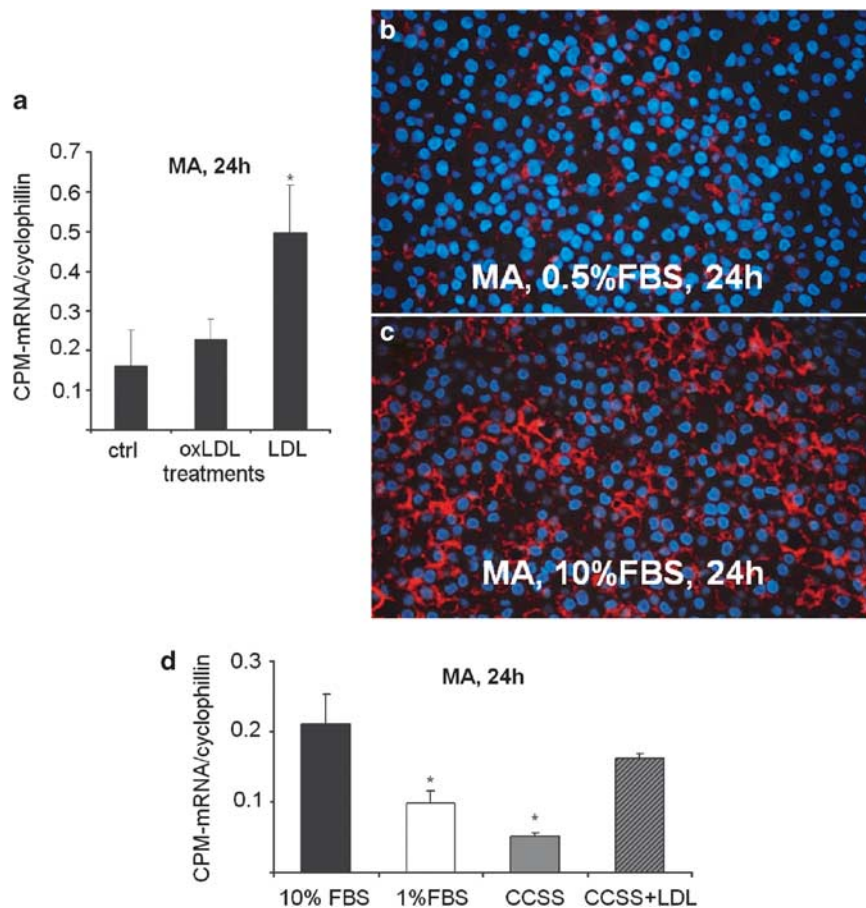 a
MA, 24h
*
CPM-mRNA/cyclophillin
0.7
0.6
0.5
0.4
0.3
0.2
0.1
ctrl oxLDL LDL
treatments
b
MA, 0.5%FBS, 24h
c
MA, 10%FBS, 24h
d
MA, 24h
CPM-mRNA/cyclophillin
0.3
0.2
0.1
*
*
10% FBS 1%FBS CCSS CCSS+LDL